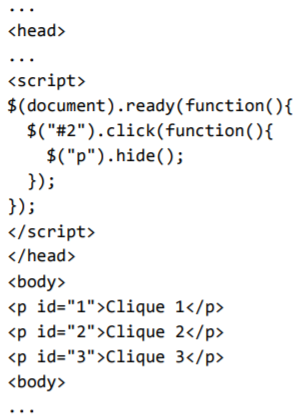 ...
<head>
...
<script>
$(document).ready(function(){
$("#2").click(function(){
$("p").hide();
});
});
</script>
</head>
<body>
<p id="1">Clique 1</p>
<p id="2">Clique 2</p>
<p id="3">Clique 3</p>
<body>
...